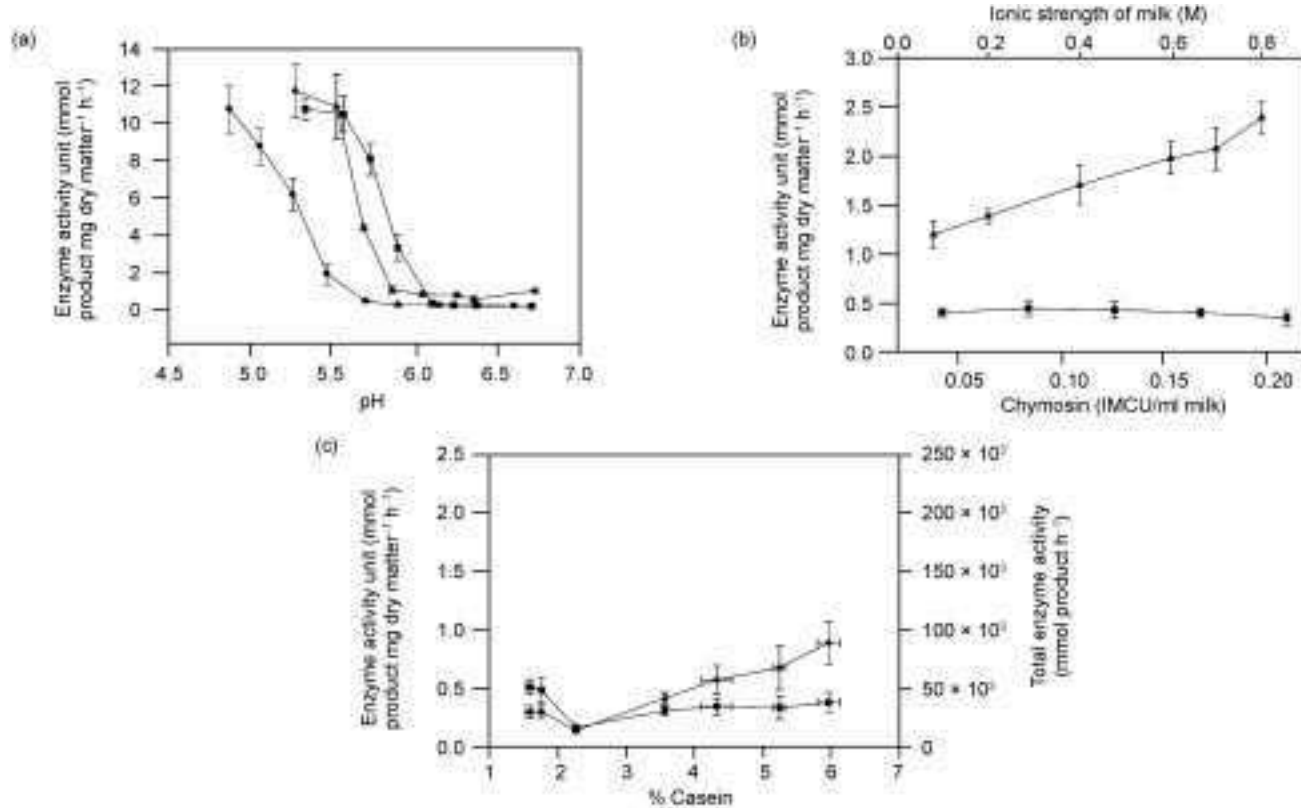 (a)
14
12
10
8
6
4
2
0
Enzyme activity unit (mmol
product mg dry matter⁻¹ h⁻¹)
4.5 5.0 5.5 6.0 6.5 7.0
pH
(b)
Ionic strength of milk (M)
0.0 0.2 0.4 0.6 0.8
3.0
2.5
2.0
1.5
1.0
0.5
0.0
Enzyme activity unit (mmol
product mg dry matter⁻¹ h⁻¹)
0.05 0.10 0.15 0.20
Chymosin (IMCU/ml milk)
(c)
2.5
2.0
1.5
1.0
0.5
0.0
Enzyme activity unit (mmol
product mg dry matter⁻¹ h⁻¹)
250 × 10³
200 × 10³
150 × 10³
100 × 10³
50 × 10³
0
Total enzyme activity
(mmol product h⁻¹)
1 2 3 4 5 6 7
% Casein